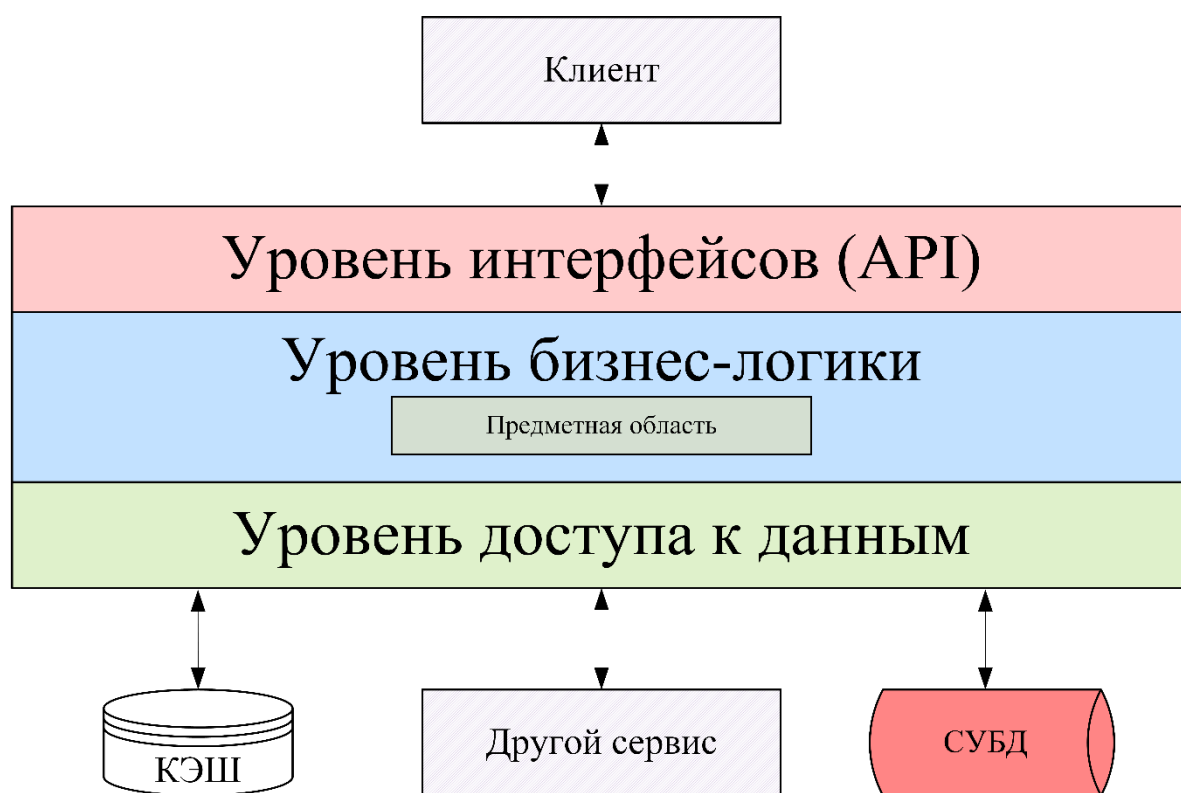 Клиент
Уровень интерфейсов (API)
Уровень бизнес-логики
Предметная область
Уровень доступа к данным
КЭШ
Другой сервис
СУБД